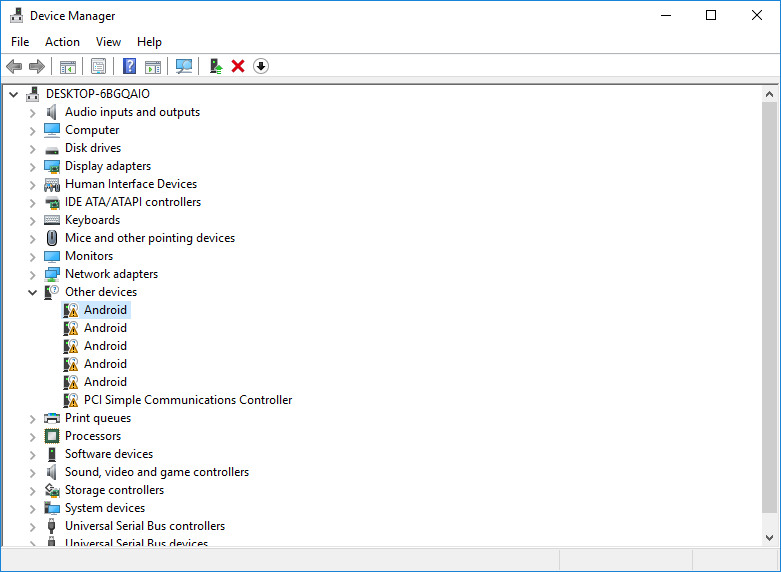 Device Manager
File Action View Help
DESKTOP-6BGQAIO
Audio inputs and outputs
Computer
Disk drives
Display adapters
Human Interface Devices
IDE ATA/ATAPI controllers
Keyboards
Mice and other pointing devices
Monitors
Network adapters
Other devices
Android
Android
Android
Android
Android
PCI Simple Communications Controller
Print queues
Processors
Software devices
Sound, video and game controllers
Storage controllers
System devices
Universal Serial Bus controllers
Universal Serial Bus devices